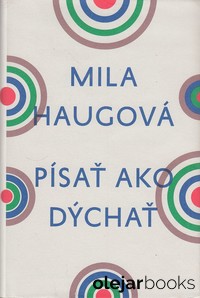 MILA
HAUGOVÁ
PÍSAŤ AKO
DÝCHAŤ
olejarbooks